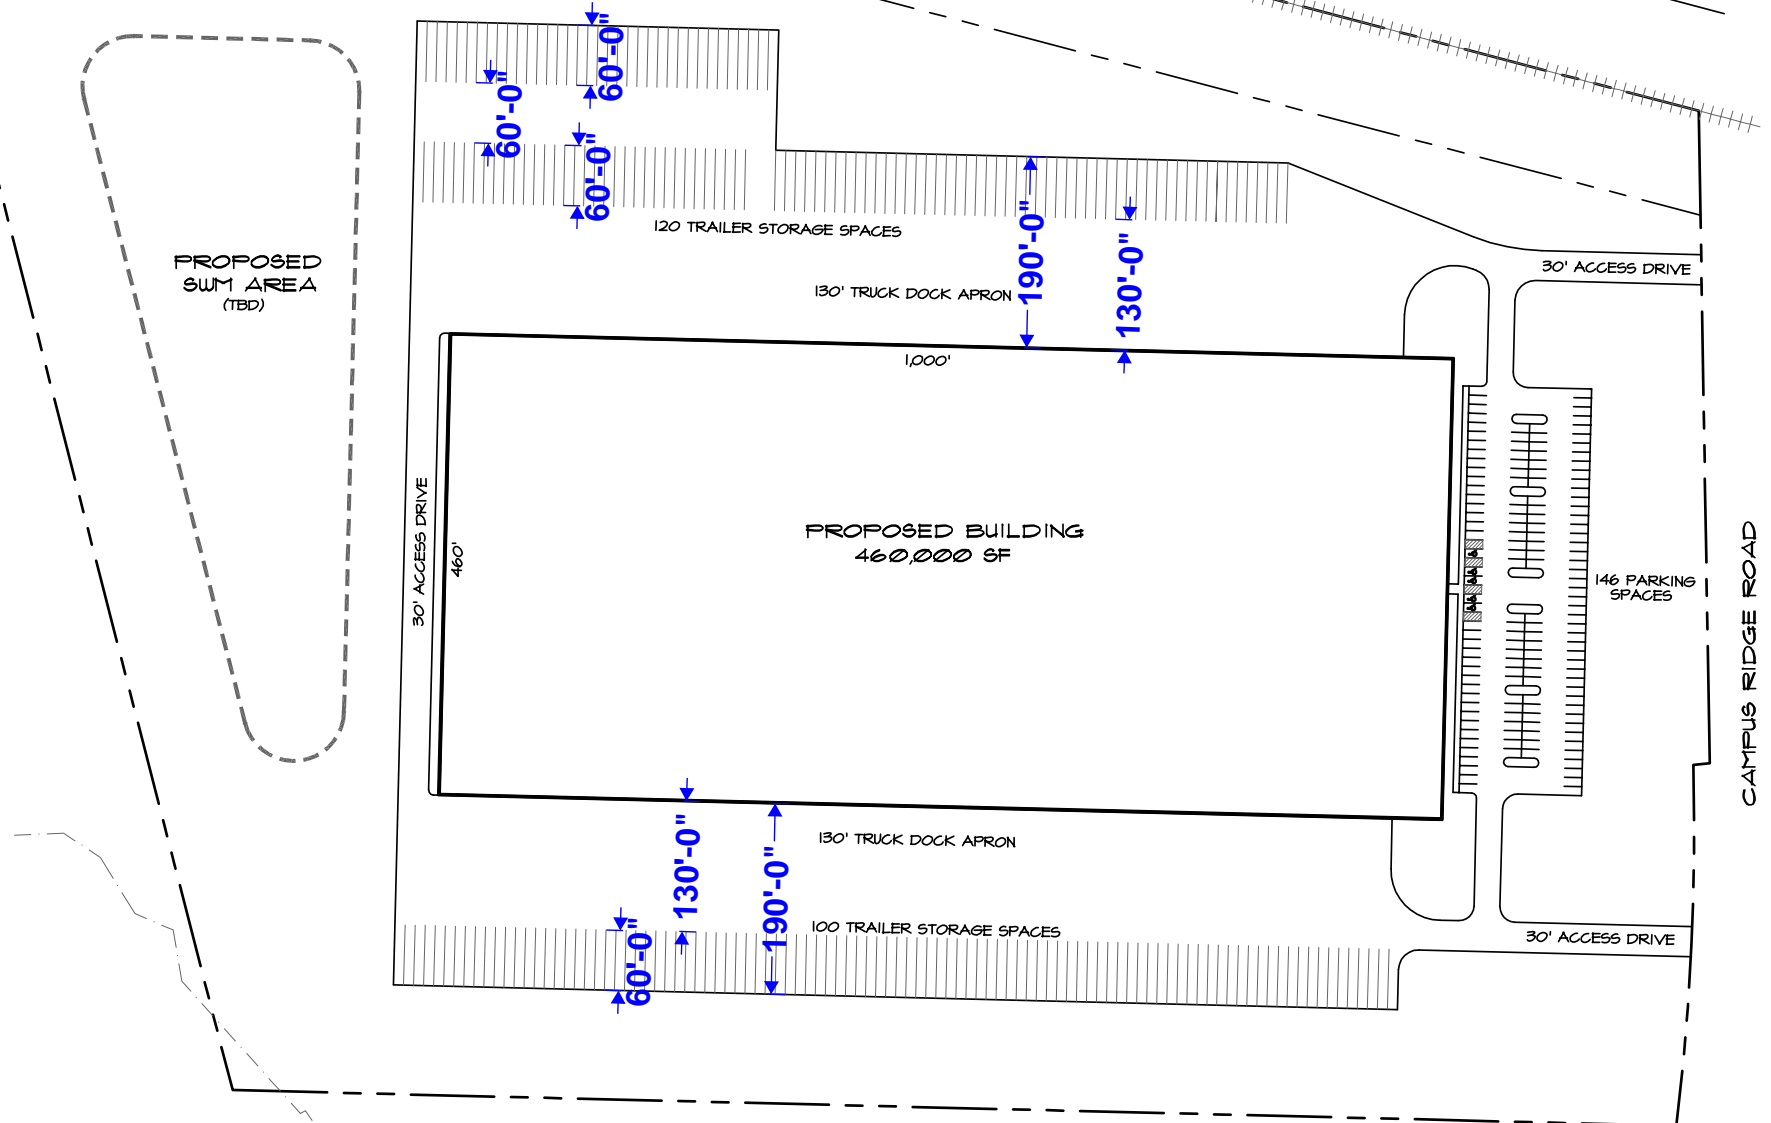 60'-0"
60'-0"
60'-0"
120 TRAILER STORAGE SPACES
190'-0"
130'-0"
PROPOSED
SWM AREA
(TBD)
30' ACCESS DRIVE
130' TRUCK DOCK APRON
1,000'
30' ACCESS DRIVE
460'
PROPOSED BUILDING
460,000 SF
146 PARKING
SPACES
CAMPUS RIDGE ROAD
130'-0"
190'-0"
130' TRUCK DOCK APRON
60'-0"
100 TRAILER STORAGE SPACES
30' ACCESS DRIVE